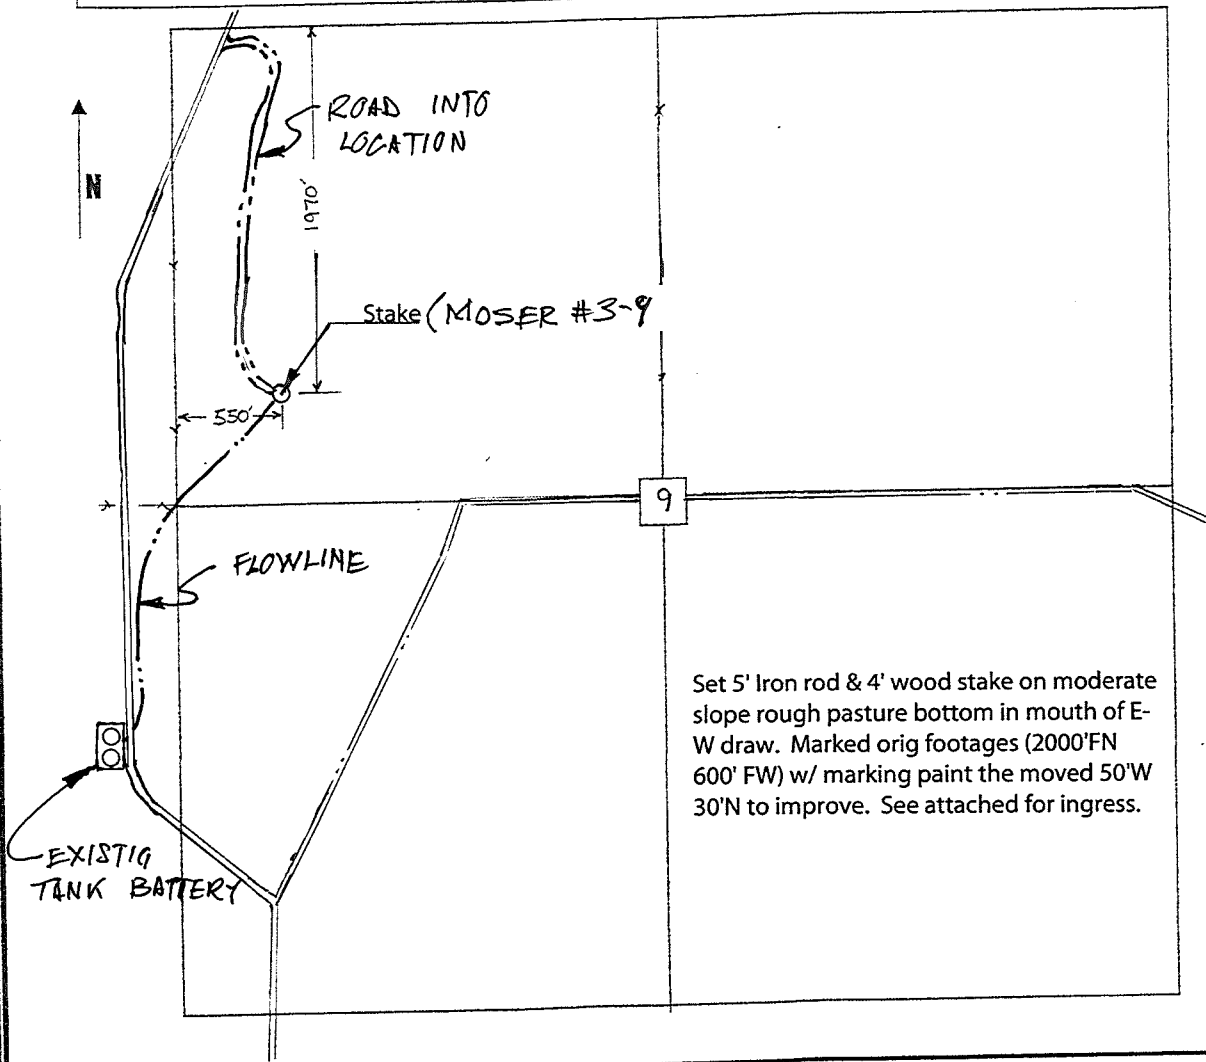 ROAD INTO
LOCATION
N
1970'
Stake (MOSER #3-9
550'
9
FLOWLINE
Set 5' Iron rod & 4' wood stake on moderate
slope rough pasture bottom in mouth of E-
W draw. Marked orig footages (2000'FN
600' FW) w/ marking paint the moved 50'W
30'N to improve. See attached for ingress.
EXISTIG
TANK BATTERY